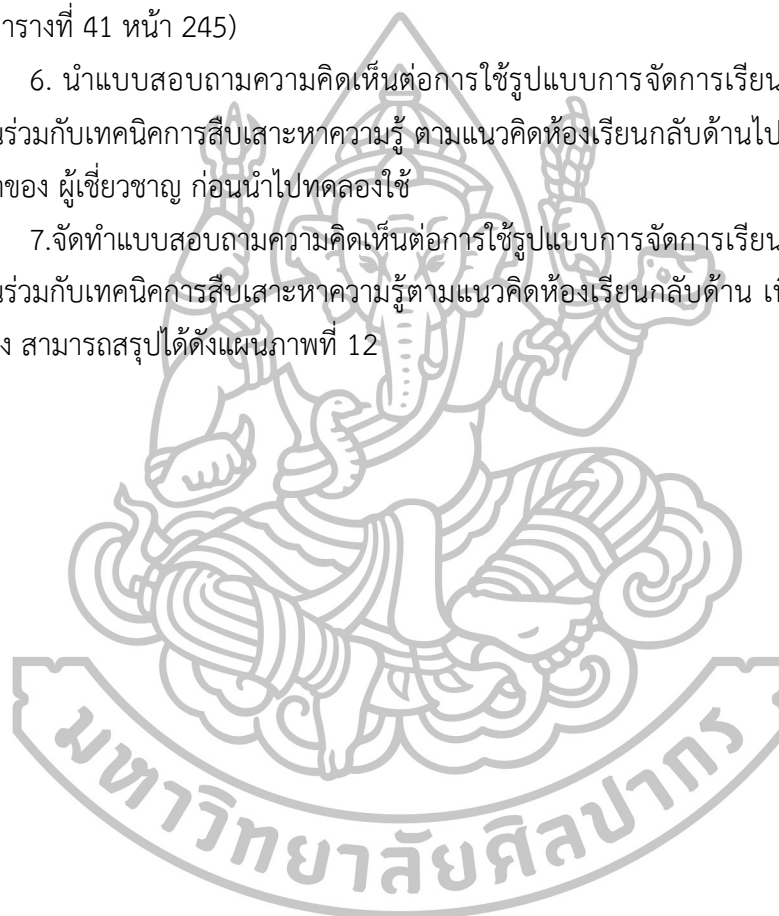 ารางที่ 41 หน้า 245)
6. นำแบบสอบถามความคิดเห็นต่อการใช้รูปแบบการจัดการเรียน
นร่วมกับเทคนิคการสืบเสาะหาความรู้ ตามแนวคิดห้องเรียนกลับด้านไป
ของ ผู้เชี่ยวชาญ ก่อนนำไปทดลองใช้
7.จัดทำแบบสอบถามความคิดเห็นต่อการใช้รูปแบบการจัดการเรียน
นร่วมกับเทคนิคการสืบเสาะหาความรู้ตามแนวคิดห้องเรียนกลับด้าน
ง สามารถสรุปได้ดังแผนภาพที่ 12
มหาวิทยาลัยศิลปากร